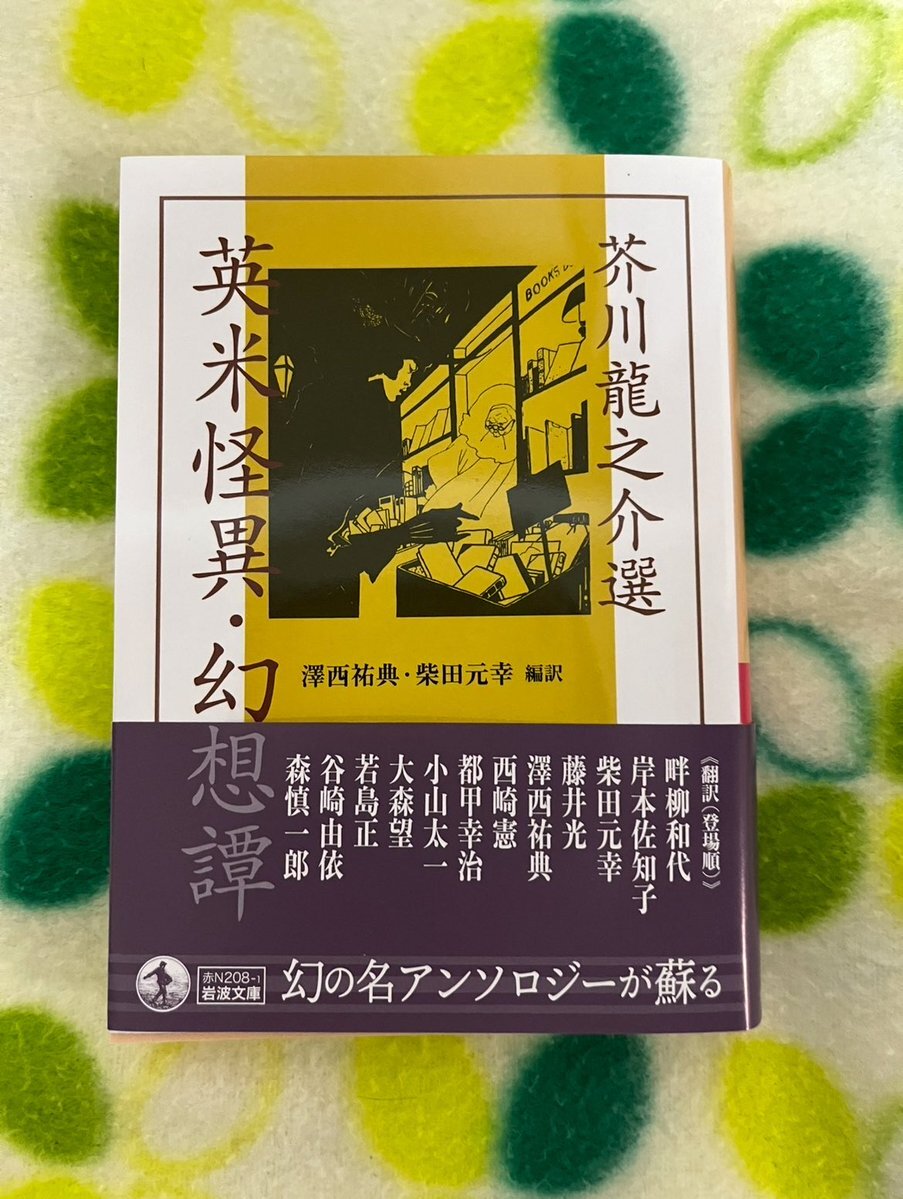 芥川龍之介選
英米怪異・幻想譚
BOOKS
澤西祐典・柴田元幸 編訳
《翻訳(登場順)》
畔柳和代
岸本佐知子
柴田元幸
藤井光
澤西祐典
西崎憲
都甲幸治
小山太一
大森望
若島正
谷崎由依
森慎一郎
赤N208-1
岩波文庫
幻の名アンソロジーが蘇る